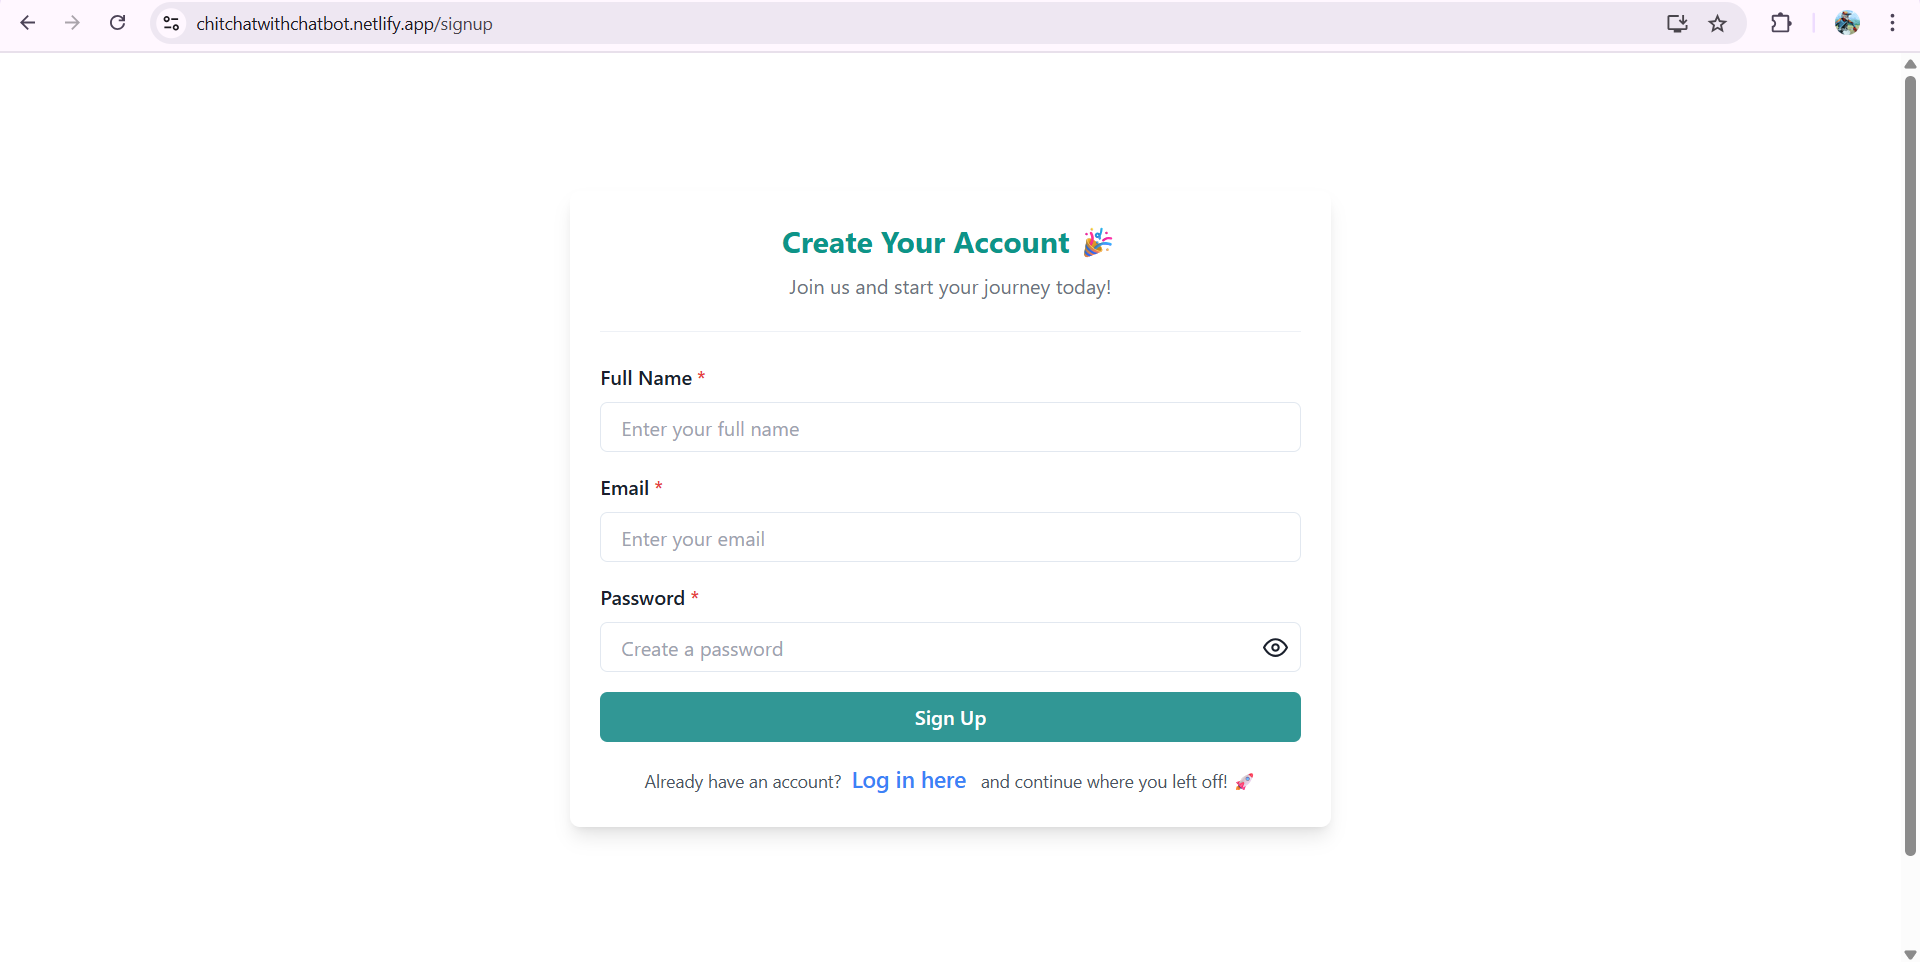 chitchatwithchatbot.netlify.app/signup
Create Your Account 🎉
Join us and start your journey today!
Full Name *
Enter your full name
Email *
Enter your email
Password *
Create a password
Sign Up
Already have an account? Log in here and continue where you left off! 🚀